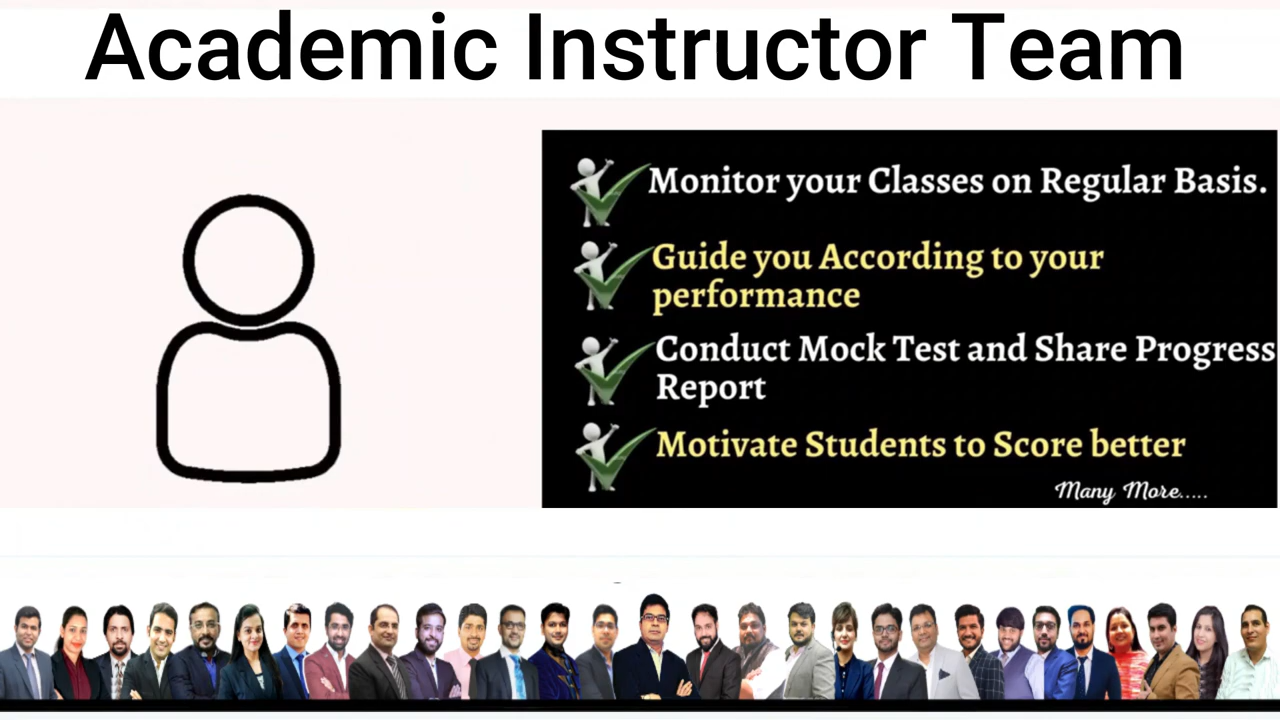 Academic Instructor Team
Monitor your Classes on Regular Basis.
Guide you According to your
performance
Conduct Mock Test and Share Progress
Report
Motivate Students to Score better
Many More.....